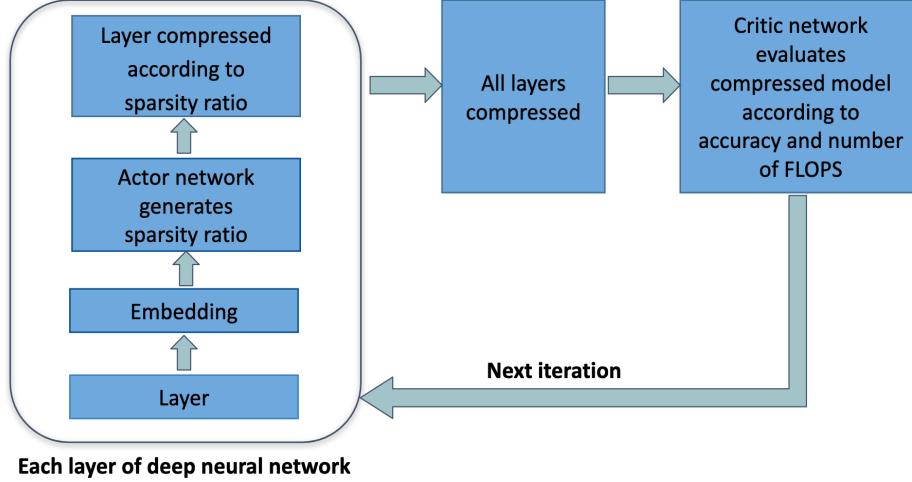 Layer compressed
according to
sparsity ratio
Actor network
generates
sparsity ratio
Embedding
Layer
Each layer of deep neural network
All layers
compressed
Critic network
evaluates
compressed model
according to
accuracy and number
of FLOPS
Next iteration